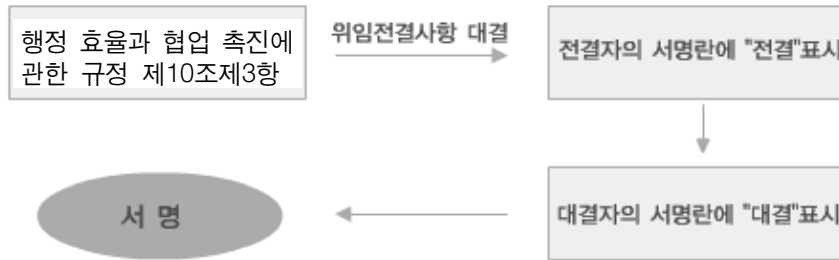 행정 효율과 협업 촉진에
관한 규정 제10조제3항
위임전결사항 대결
전결자의 서명란에 "전결"표시
대결자의 서명란에 "대결"표시
서 명